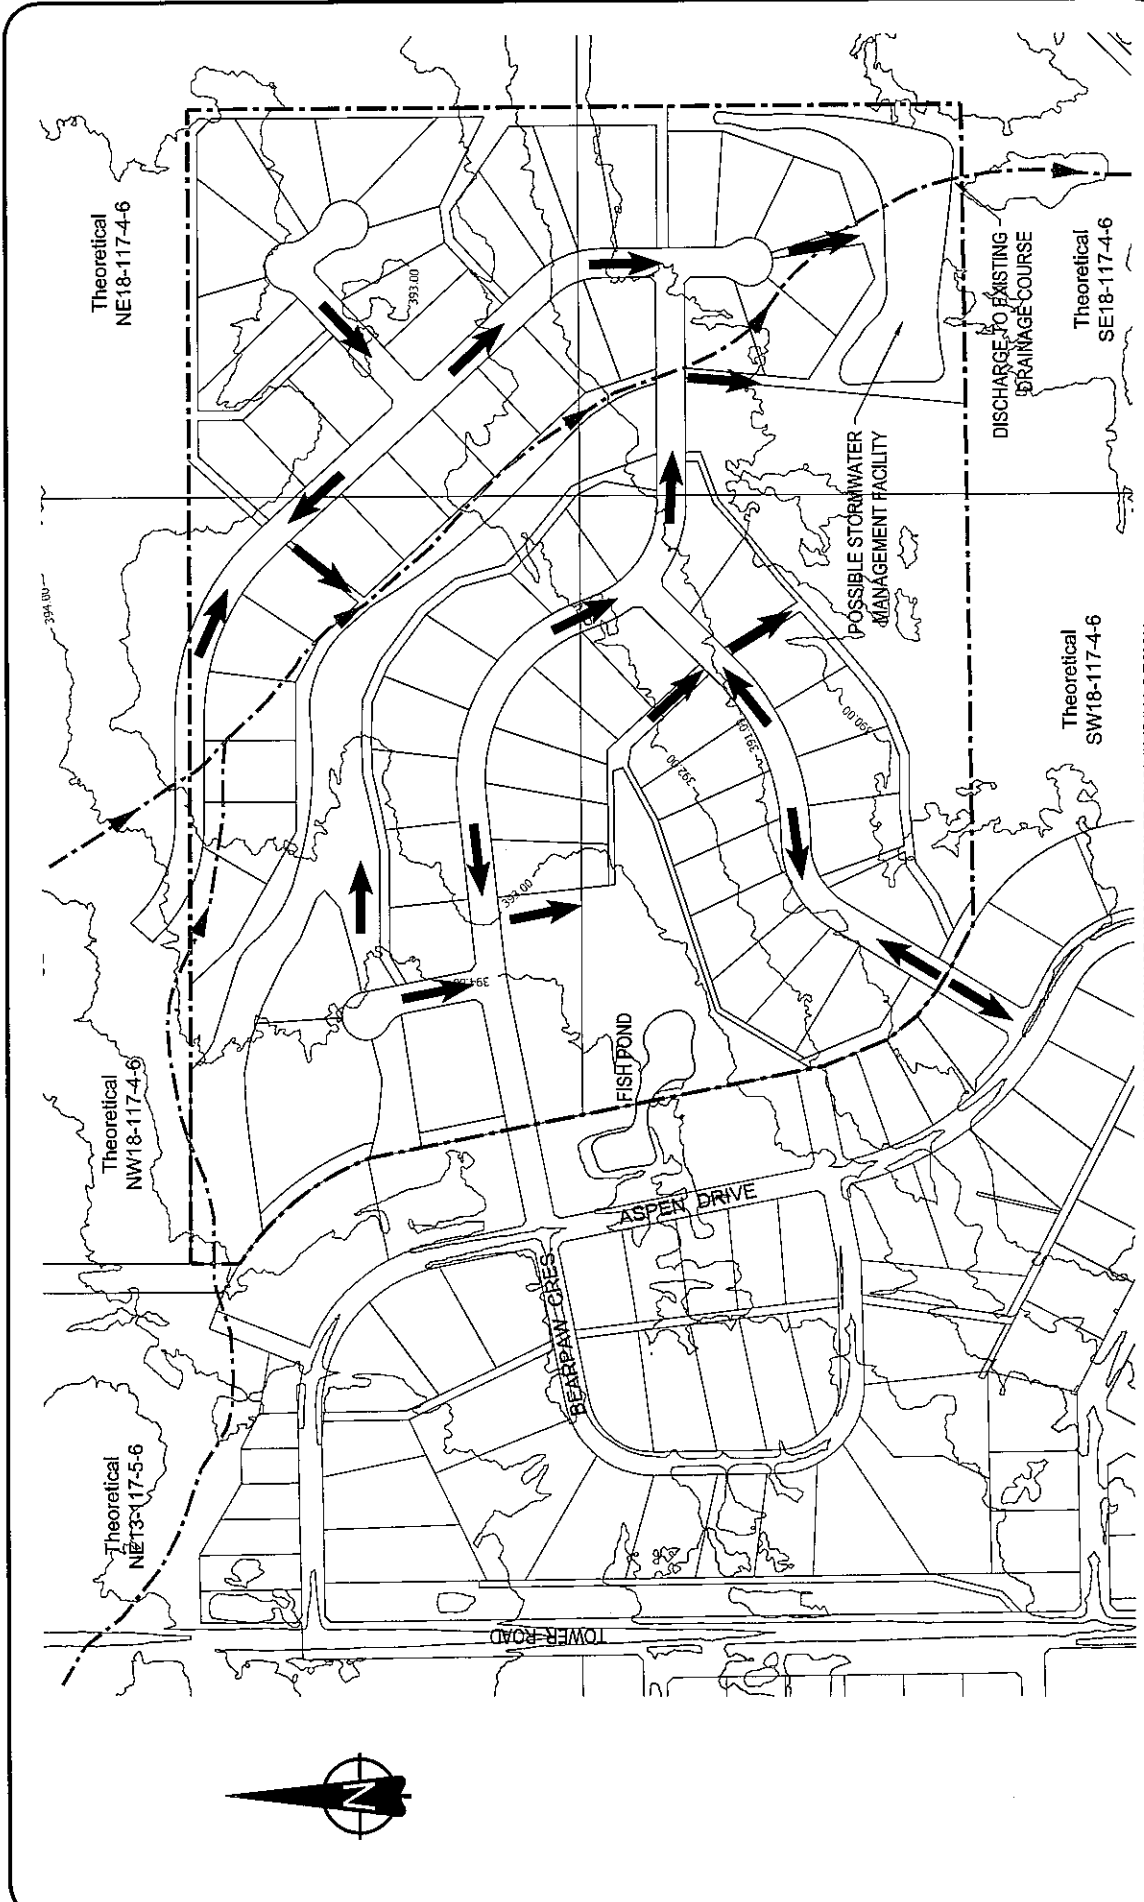 Theoretical
NE18-117-4-6
393.00
394.00
Theoretical
NW18-117-4-6
Theoretical
NE13-117-5-6
393.00
FISH POND
ASPEN DRIVE
BEARPAW CRES
TOWER ROAD
392.00
391.00
390.00
POSSIBLE STORMWATER
MANAGEMENT FACILITY
DISCHARGE TO EXISTING
DRAINAGE COURSE
Theoretical
SE18-117-4-6
Theoretical
SW18-117-4-6
N